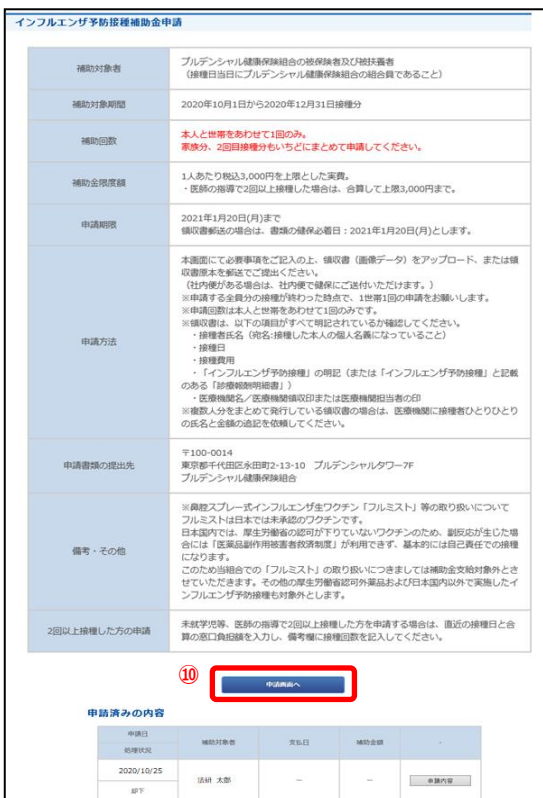 インフルエンザ予防接種補助金申請
補助対象者
プルデンシャル健康保険組合の被保険者及び被扶養者
（接種日当日にプルデンシャル健康保険組合の組合員であること）
補助対象期間
2020年10月1日から2020年12月31日接種分
補助回数
本人と世帯をあわせて1回のみ。
家族分、2回目接種分もいちどにまとめて申請してください。
補助金限度額
1人あたり税込3,000円を上限とした実費。
・医師の指導で2回以上接種した場合は、合算して上限3,000円まで。
申請期限
2021年1月20日(月)まで
領収書郵送の場合は、書類の健保必着日：2021年1月20日(月)とします。
申請方法
本画面にて必要事項をご記入の上、領収書（画像データ）をアップロード、または領
収書原本を郵送でご提出ください。
（社内便がある場合は、社内便で健保にご送付いただけます。）
※申請する全員分の接種が終わった時点で、1世帯1回の申請をお願いします。
※申請回数は本人と世帯をあわせて1回のみです。
※領収書は、以下の項目がすべて明記されているか確認してください。
・接種者氏名（宛名:接種した本人の個人名義になっていること）
・接種日
・接種費用
・「インフルエンザ予防接種」の明記（または「インフルエンザ予防接種」と記載
のある「診療報酬明細書」）
・医療機関名／医療機関領収印または医療機関担当者の印
※複数人分をまとめて発行している領収書の場合は、医療機関に接種者ひとりひとり
の氏名と金額の追記を依頼してください。
申請書類の提出先
〒100-0014
東京都千代田区永田町2-13-10　プルデンシャルタワー7F
プルデンシャル健康保険組合
備考・その他
※鼻腔スプレー式インフルエンザ生ワクチン「フルミスト」等の取り扱いについて
フルミストは日本では未承認のワクチンです。
日本国内では、厚生労働省の認可が下りていないワクチンのため、副反応が生じた場
合には「医薬品副作用被害者救済制度」が利用できず、基本的には自己責任での接種
になります。
このため当組合での「フルミスト」の取り扱いにつきましては補助金支給対象外とさ
せていただきます。その他の厚生労働省認可外薬品および日本国内以外で実施したイ
ンフルエンザ予防接種も対象外とします。
2回以上接種した方の申請
未就学児等、医師の指導で2回以上接種した方を申請する場合は、直近の接種日と合
算の窓口負担額を入力し、備考欄に接種回数を記入してください。
⑩
申請画面へ
申請済みの内容
申請日
処理状況
補助対象者
支払日
補助金額
-
2020/10/25
却下
法研 太郎
—
—
申請内容